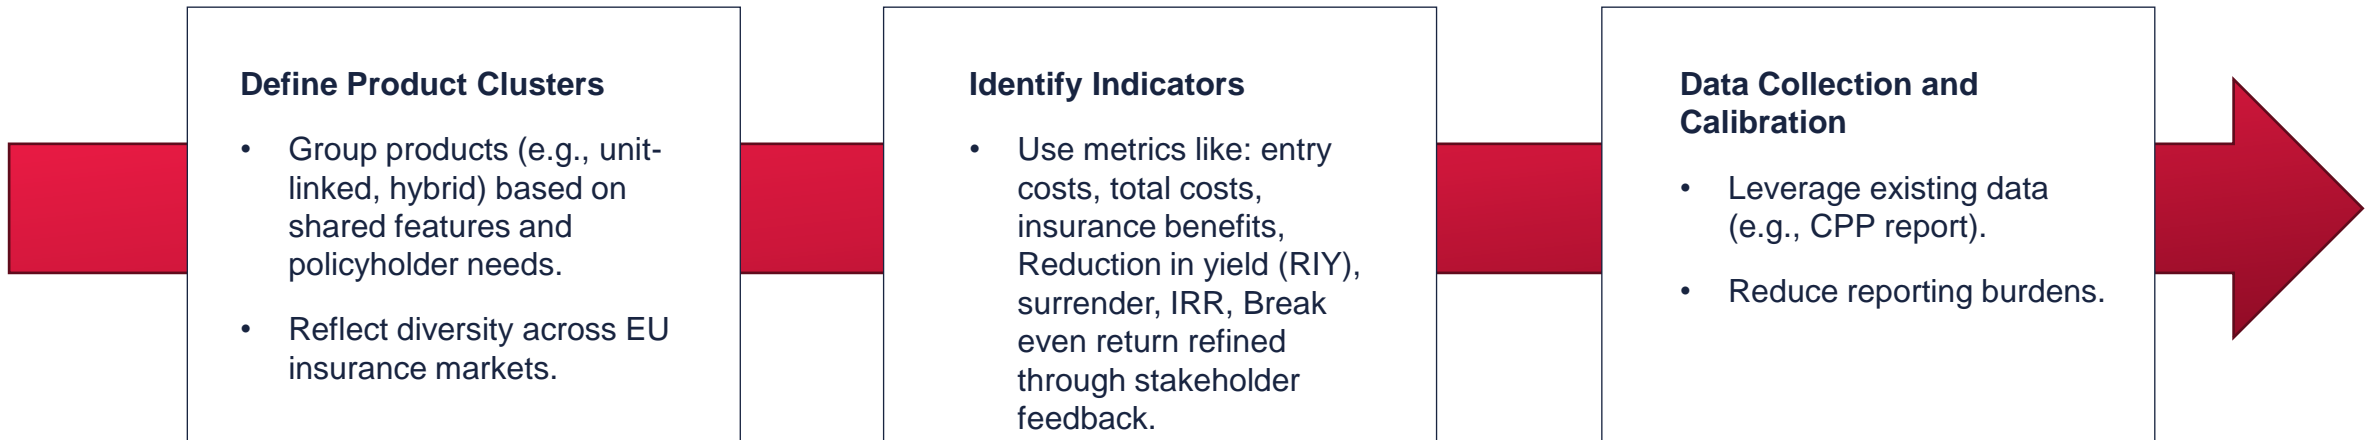 Define Product Clusters
• Group products (e.g., unit-
linked, hybrid) based on
shared features and
policyholder needs.
• Reflect diversity across EU
insurance markets.
Identify Indicators
• Use metrics like: entry
costs, total costs,
insurance benefits,
Reduction in yield (RIY),
surrender, IRR, Break
even return refined
through stakeholder
feedback.
Data Collection and
Calibration
• Leverage existing data
(e.g., CPP report).
• Reduce reporting burdens.